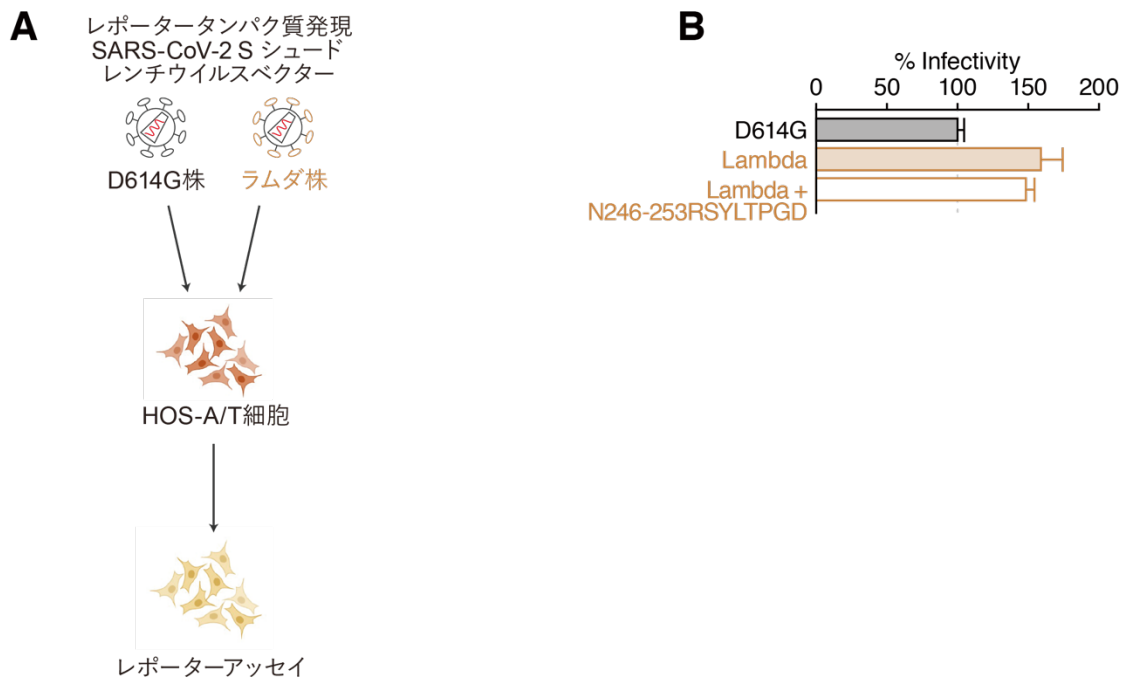 A
レポータータンパク質発現
SARS-CoV-2 S シュード
レンチウイルスベクター
D614G株
ラムダ株
HOS-A/T細胞
レポーターアッセイ
B
% Infectivity
0 50 100 150 200
D614G
Lambda
Lambda +
N246-253RSYLTPGD